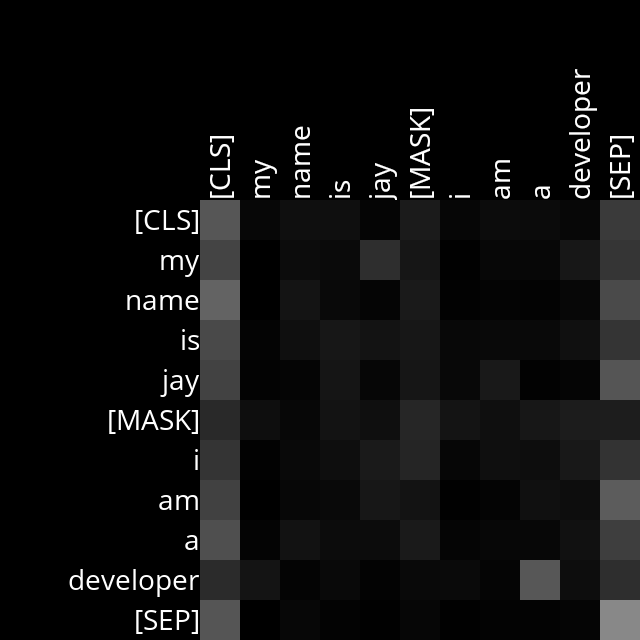 [CLS] my name is jay [MASK] i am a developer [SEP]
[CLS]
my
name
is
jay
[MASK]
i
am
a
developer
[SEP]